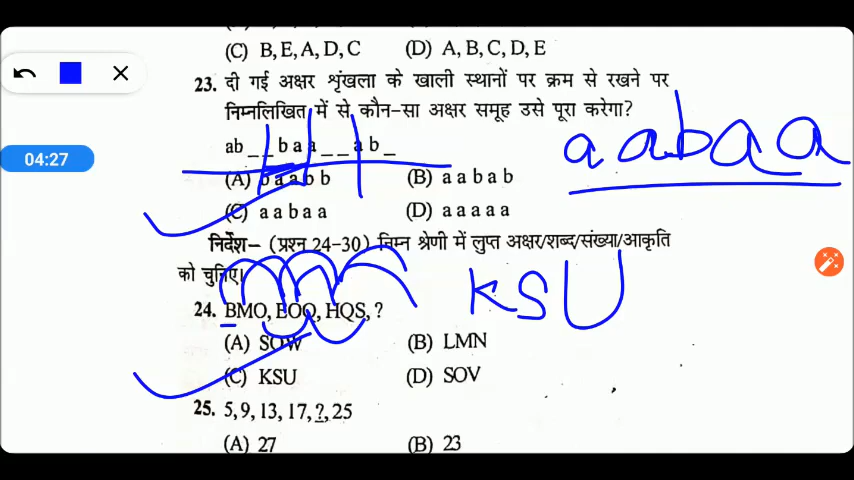 (C) B, E, A, D, C (D) A, B, C, D, E
23. दी गई अक्षर शृंखला के खाली स्थानों पर क्रम से रखने पर
निम्नलिखित में से कौन-सा अक्षर समूह उसे पूरा करेगा?
ab _ _ b a a _ _ a b _
a a b a a
04:27
(A) b a a b b (B) a a b a b
(C) a a b a a (D) a a a a a
निर्देश– (प्रश्न 24-30) निम्न श्रेणी में लुप्त अक्षर/शब्द/संख्या/आकृति
को चुनिए।
24. BMO, EOQ, HQS, ?
KSU
(A) SOW (B) LMN
(C) KSU (D) SOV
25. 5, 9, 13, 17, ?, 25
(A) 27 (B) 23